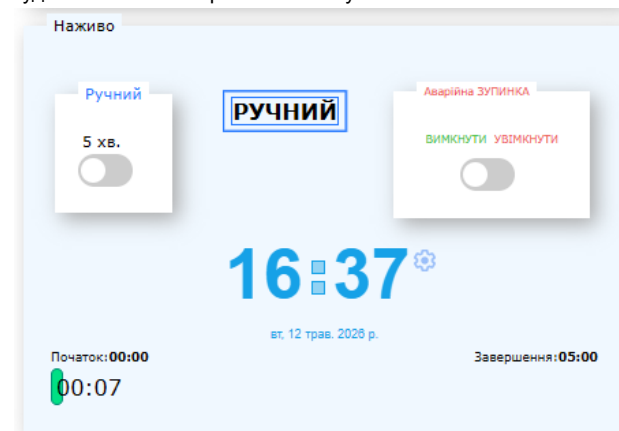 Наживо
Ручний
5 хв.
РУЧНИЙ
Аварійна ЗУПИНКА
ВИМКНУТИ УВІМКНУТИ
16:37
вт, 12 трав. 2026 р.
Початок:00:00
Завершення:05:00
00:07